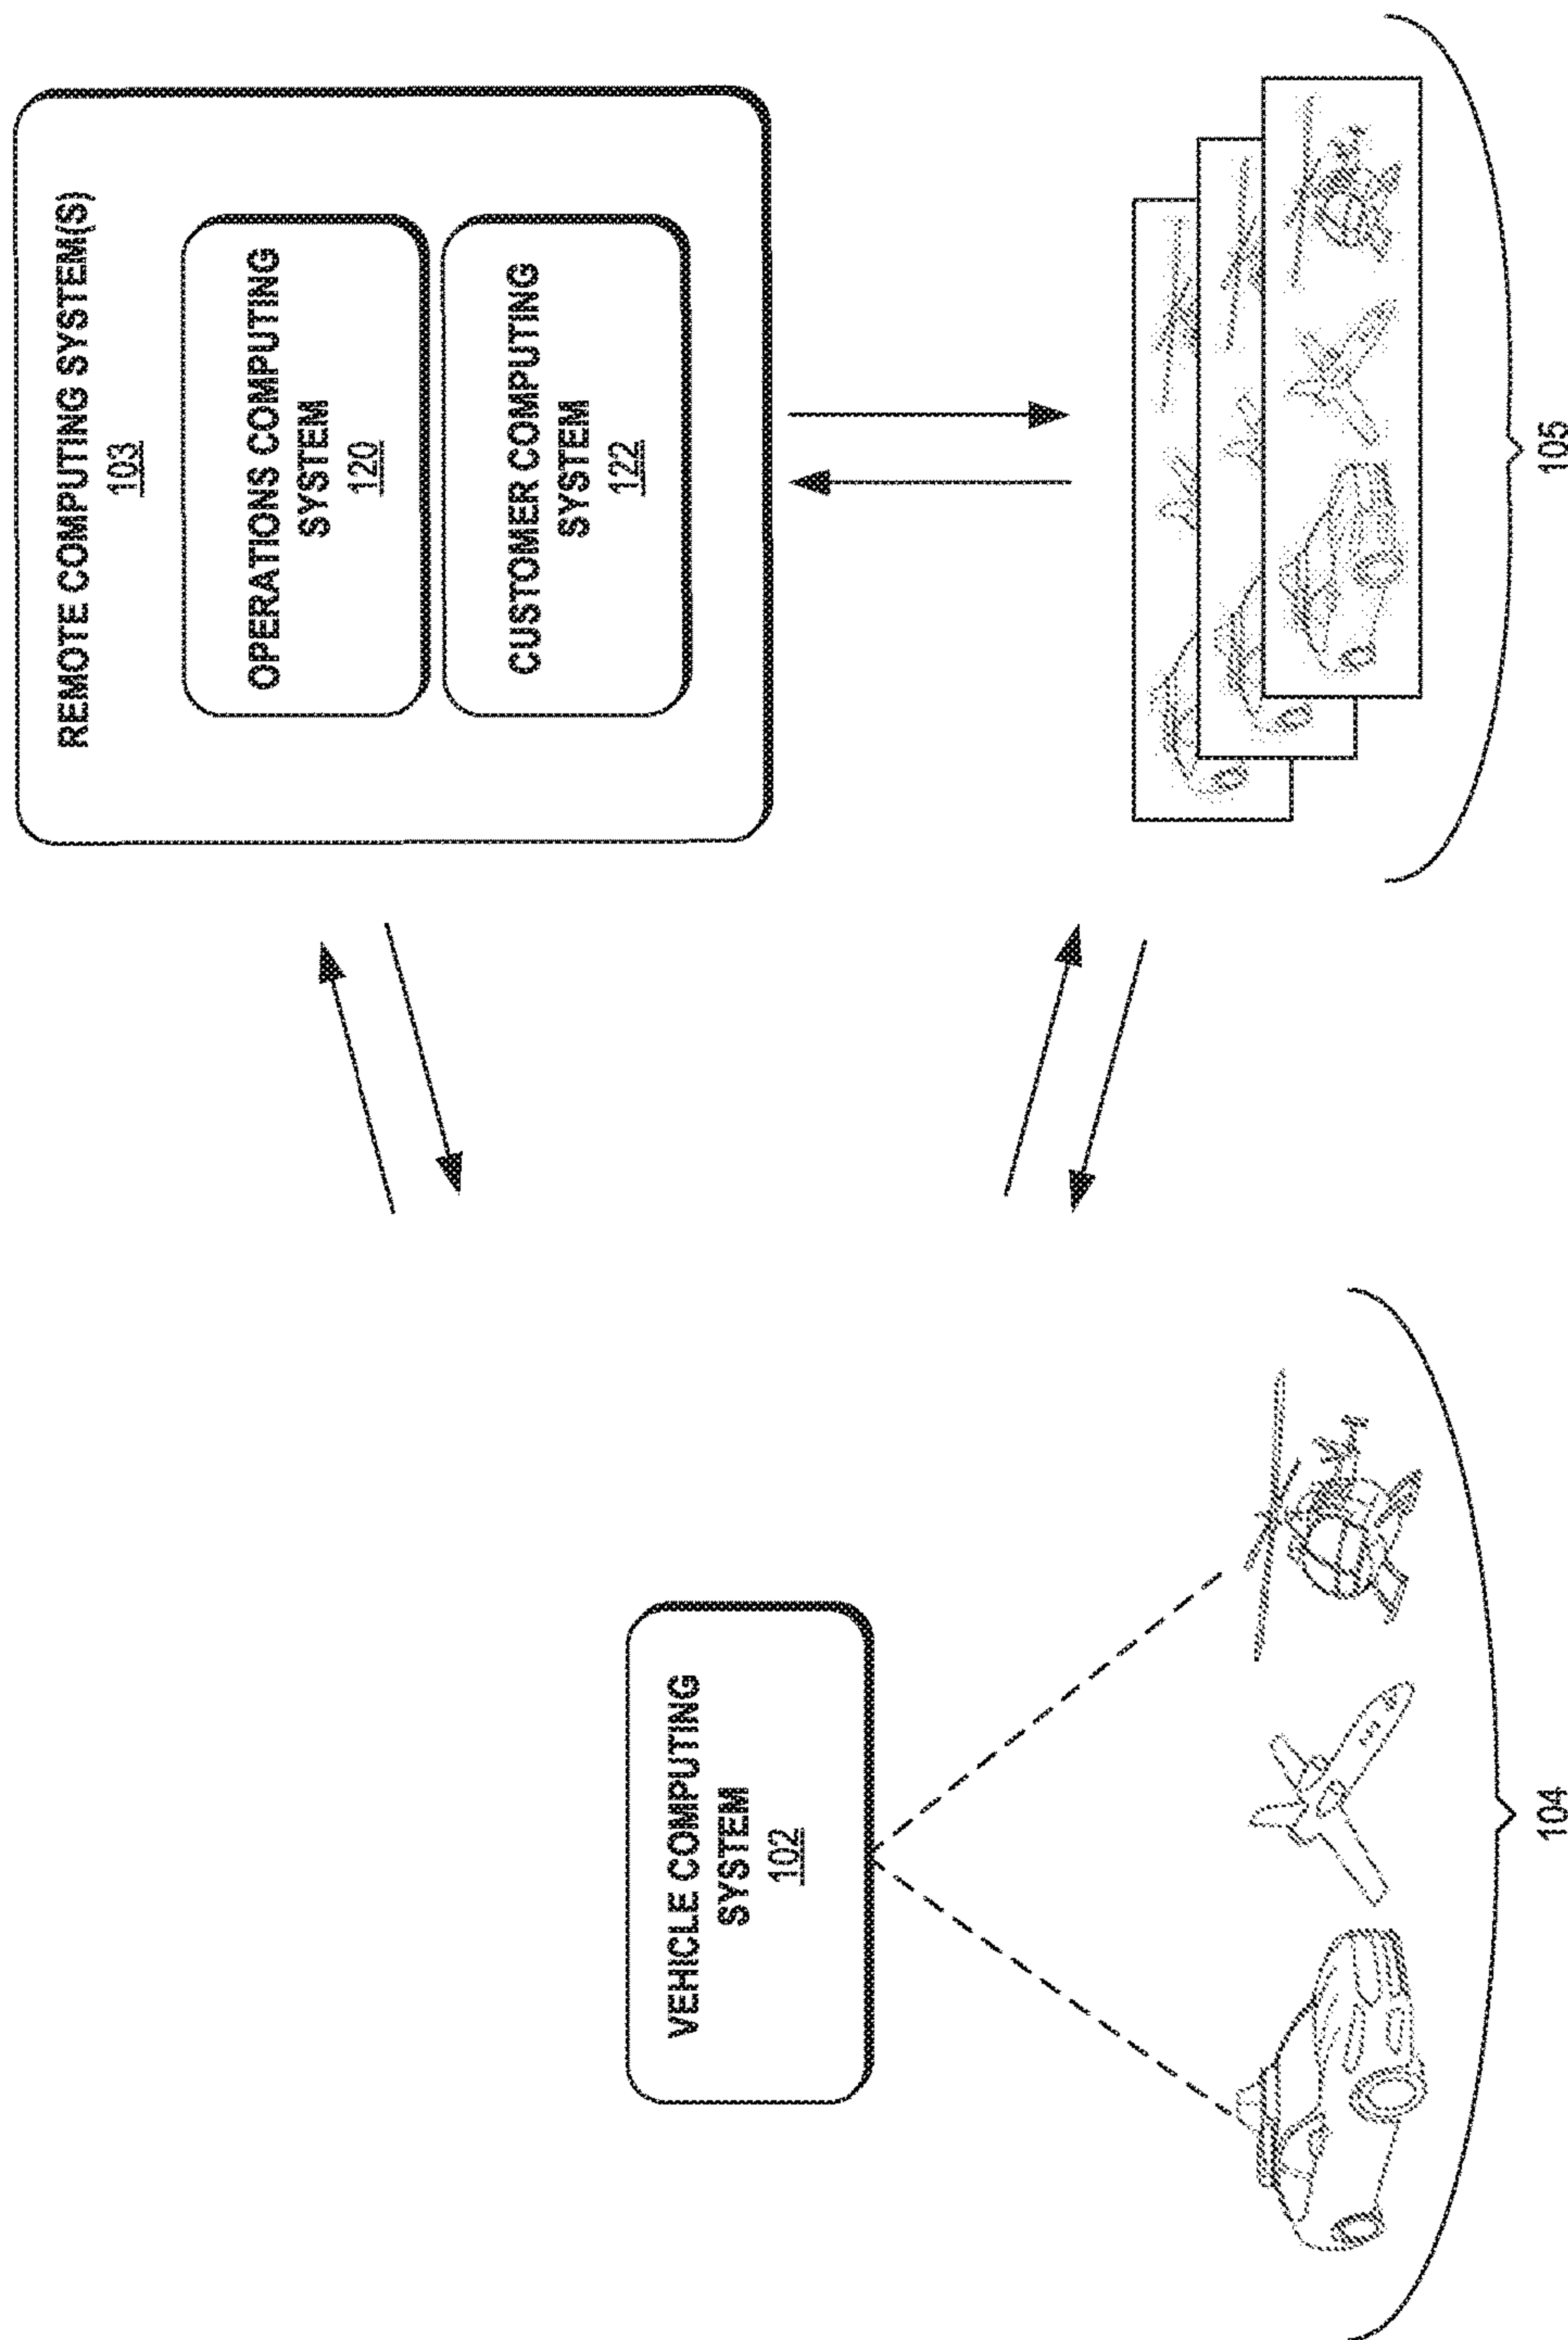 REMOTE COMPUTING SYSTEM(S)
103
OPERATIONS COMPUTING
SYSTEM
120
CUSTOMER COMPUTING
SYSTEM
122
VEHICLE COMPUTING
SYSTEM
102
104
105